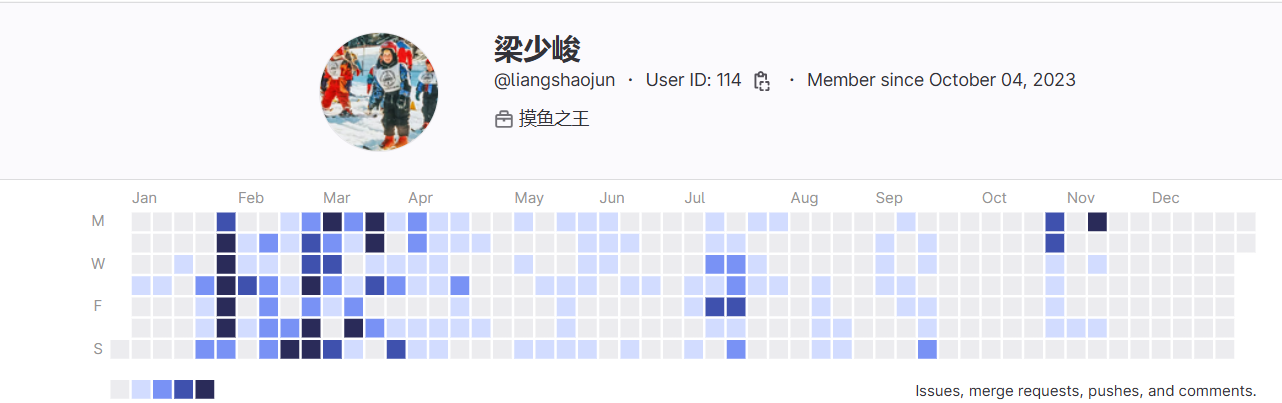 梁少峻
@liangshaojun · User ID: 114 · Member since October 04, 2023
摸鱼之王
Jan Feb Mar Apr May Jun Jul Aug Sep Oct Nov Dec
M
W
F
S
Issues, merge requests, pushes, and comments.